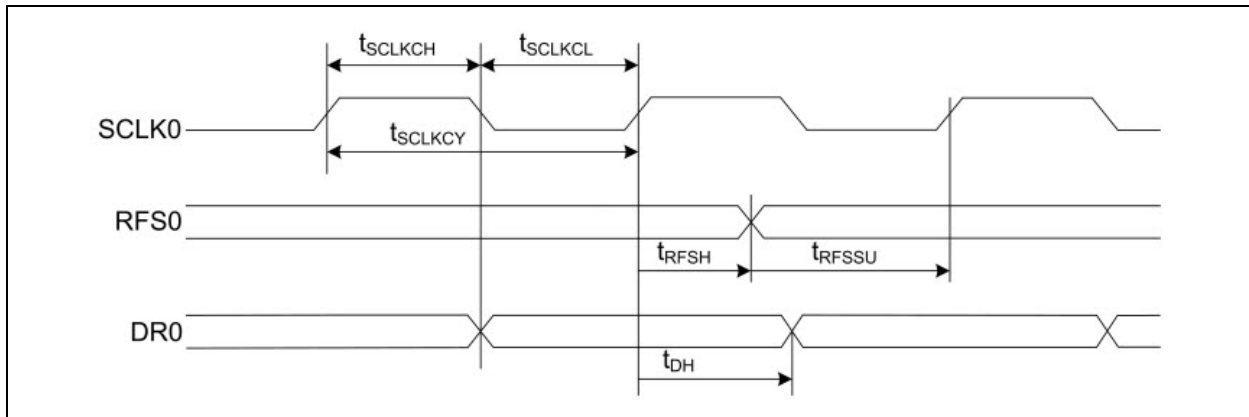 tSCLKCH tSCLKCL
SCLK0
tSCLKCY
RFS0
tRFSH tRFSSU
DR0
tDH